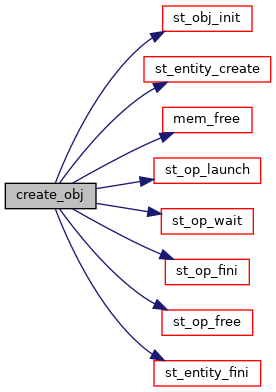 st_obj_init
st_entity_create
mem_free
st_op_launch
create_obj
st_op_wait
st_op_fini
st_op_free
st_entity_fini